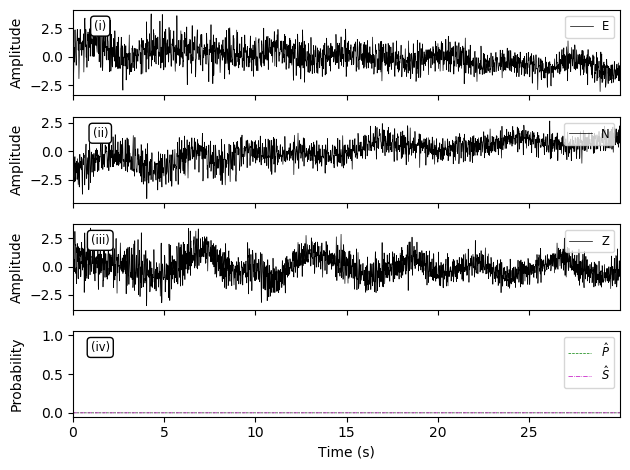 (i)
E
Amplitude
2.5
0.0
−2.5
(ii)
N
Amplitude
2.5
0.0
−2.5
(iii)
Z
Amplitude
2.5
0.0
−2.5
(iv)
P̂
Ŝ
Probability
1.0
0.5
0.0
0 5 10 15 20 25
Time (s)